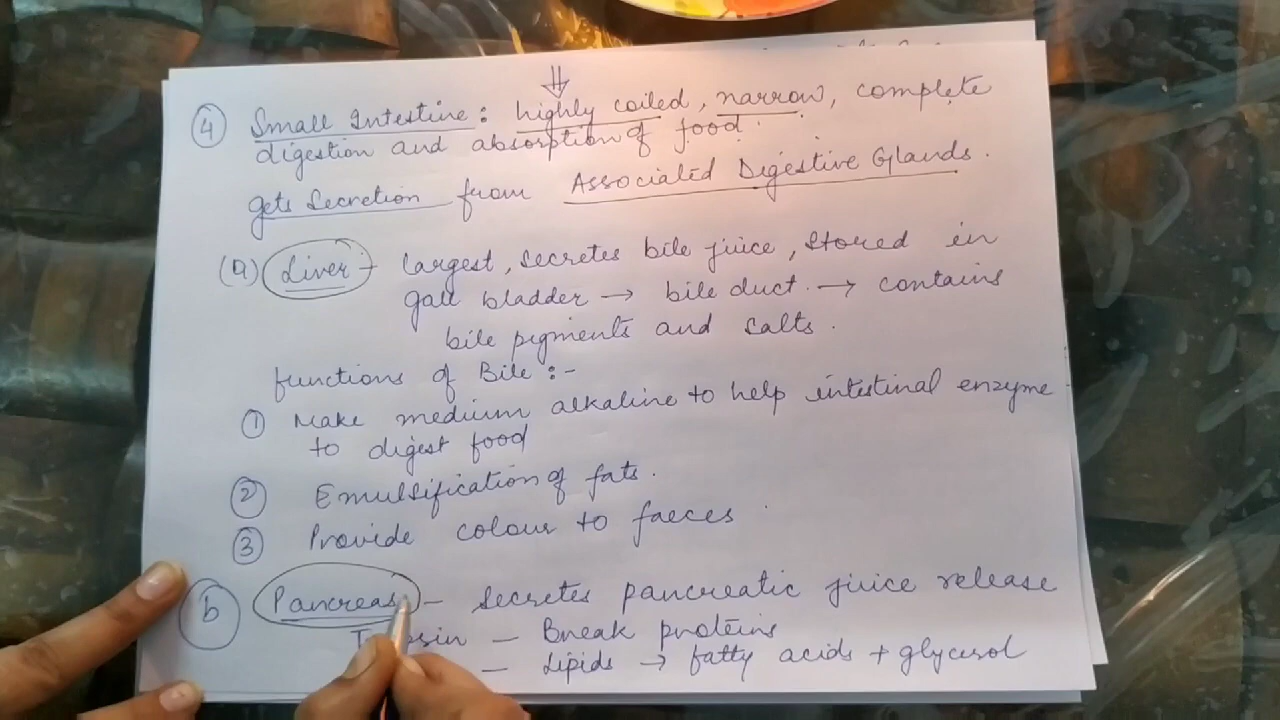 ④ Small Intestine : highly coiled, narrow, complete
digestion and absorption of food.
gets secretion from Associated Digestive Glands.
(a) Liver - largest, secretes bile juice, stored in
gall bladder → bile duct → contains
bile pigments and salts.
functions of Bile :-
① Make medium alkaline to help intestinal enzyme
to digest food
② Emulsification of fats.
③ Provide colour to faeces
b Pancreas - Secretes pancreatic juice release
— Break proteins
— Lipids → fatty acids + glycerol